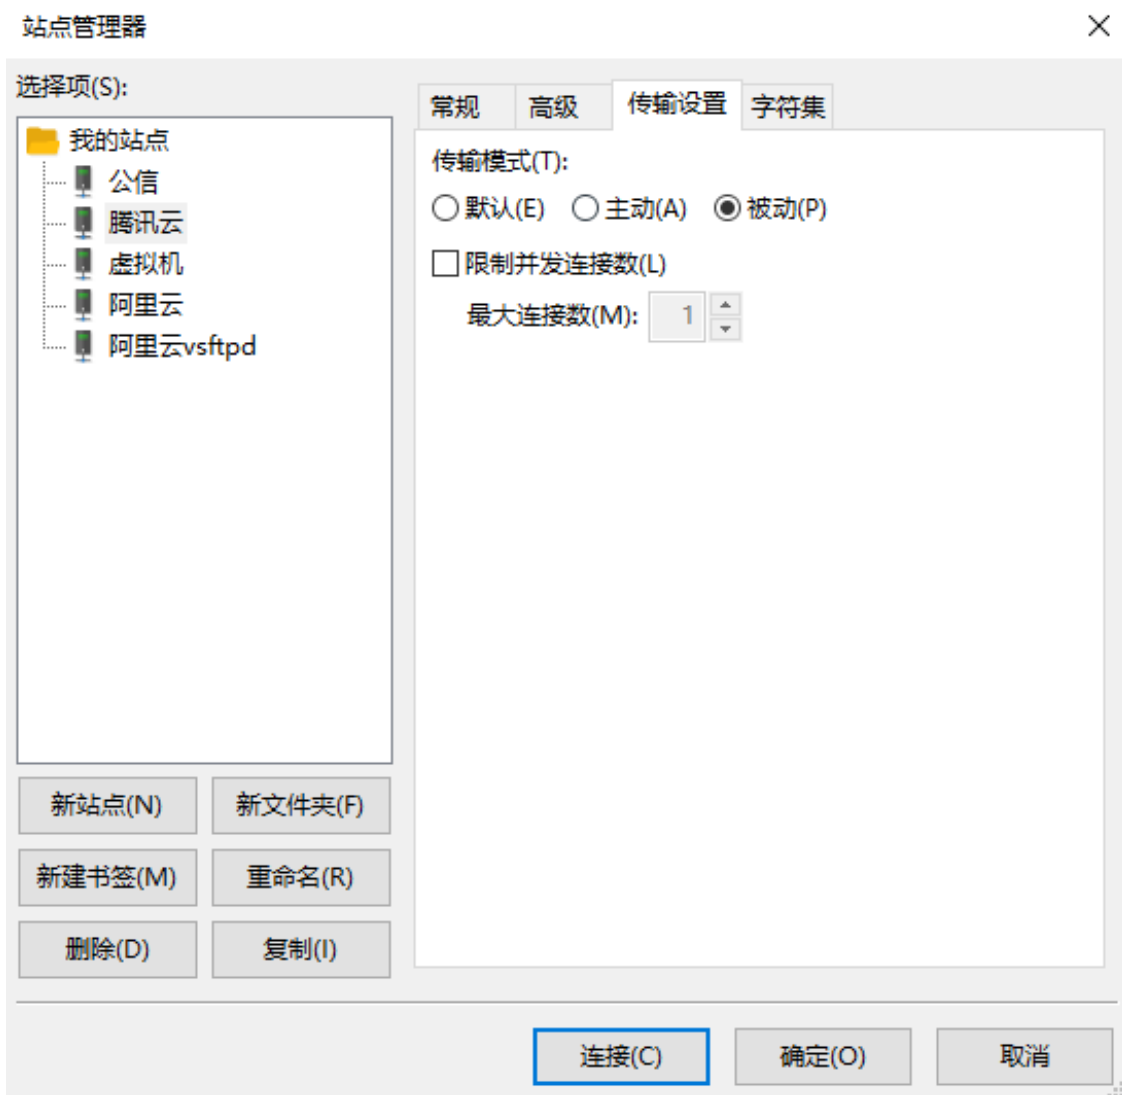 站点管理器
选择项(S):
我的站点
公信
腾讯云
虚拟机
阿里云
阿里云vsftpd
新站点(N) 新文件夹(F)
新建书签(M) 重命名(R)
删除(D) 复制(I)
常规 高级 传输设置 字符集
传输模式(T):
默认(E) 主动(A) 被动(P)
限制并发连接数(L)
最大连接数(M): 1
连接(C) 确定(O) 取消